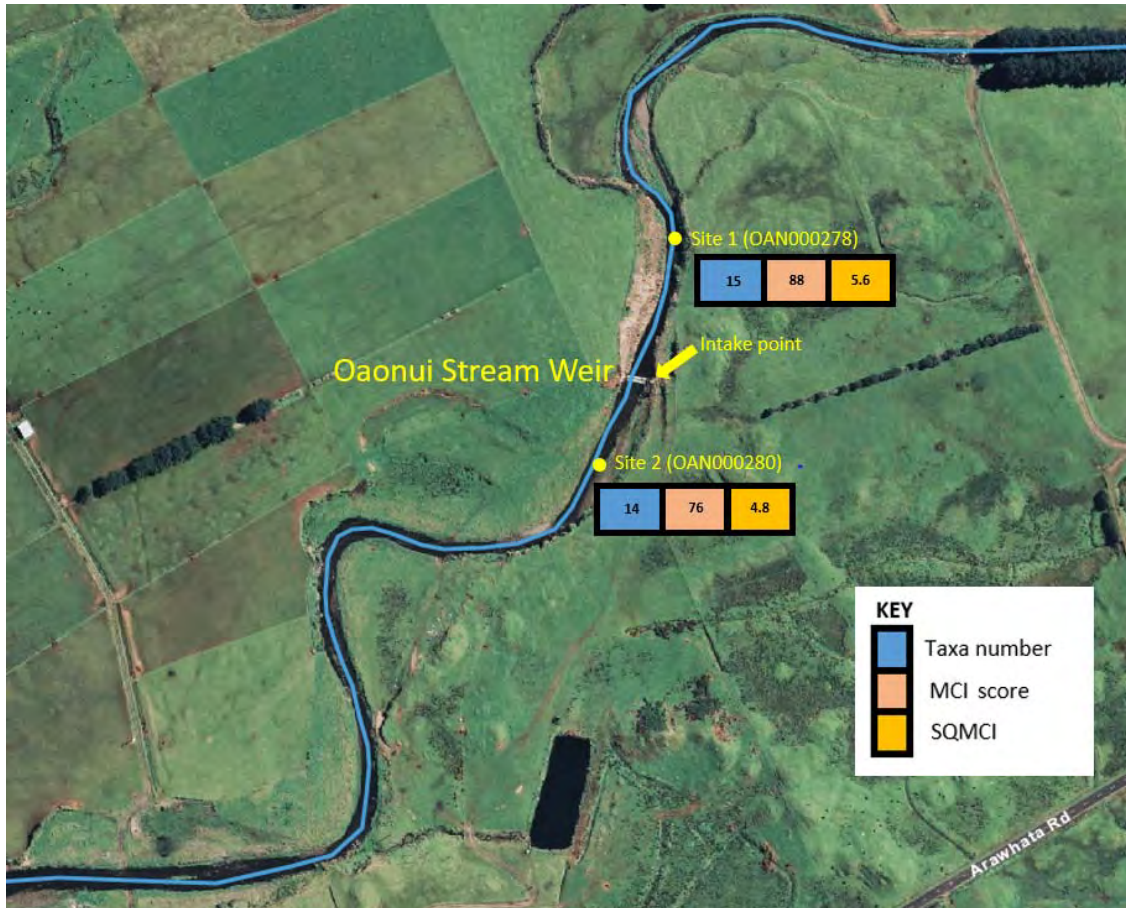 Site 1 (OAN000278)
15 88 5.6
Intake point
Oaonui Stream Weir
Site 2 (OAN000280)
14 76 4.8
KEY
Taxa number
MCI score
SQMCI
Arawhata Rd